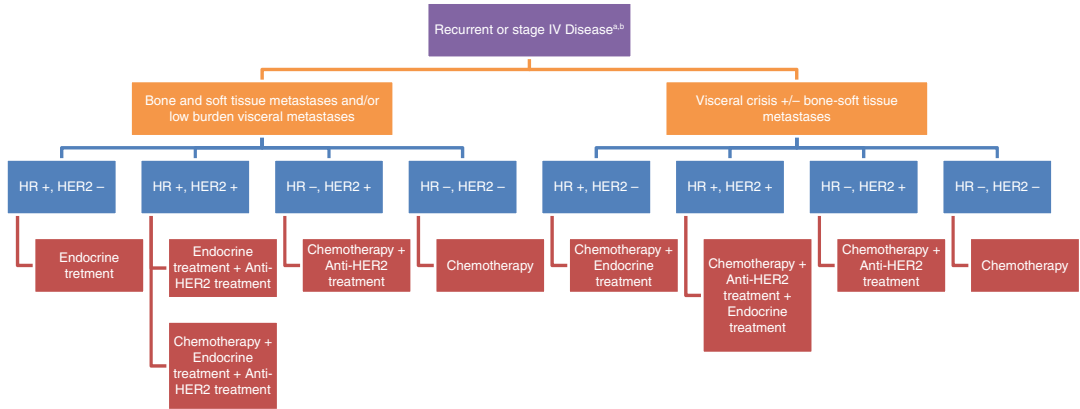 Recurrent or stage IV Diseaseᵃ,ᵇ
Bone and soft tissue metastases and/or
low burden visceral metastases
Visceral crisis +/– bone-soft tissue
metastases
HR +, HER2 –
HR +, HER2 +
HR –, HER2 +
HR –, HER2 –
HR +, HER2 –
HR +, HER2 +
HR –, HER2 +
HR –, HER2 –
Endocrine
tretment
Endocrine
treatment + Anti-
HER2 treatment
Chemotherapy +
Endocrine
treatment + Anti-
HER2 treatment
Chemotherapy +
Anti-HER2
treatment
Chemotherapy
Chemotherapy +
Endocrine
treatment
Chemotherapy +
Anti-HER2
treatment +
Endocrine
treatment
Chemotherapy +
Anti-HER2
treatment
Chemotherapy